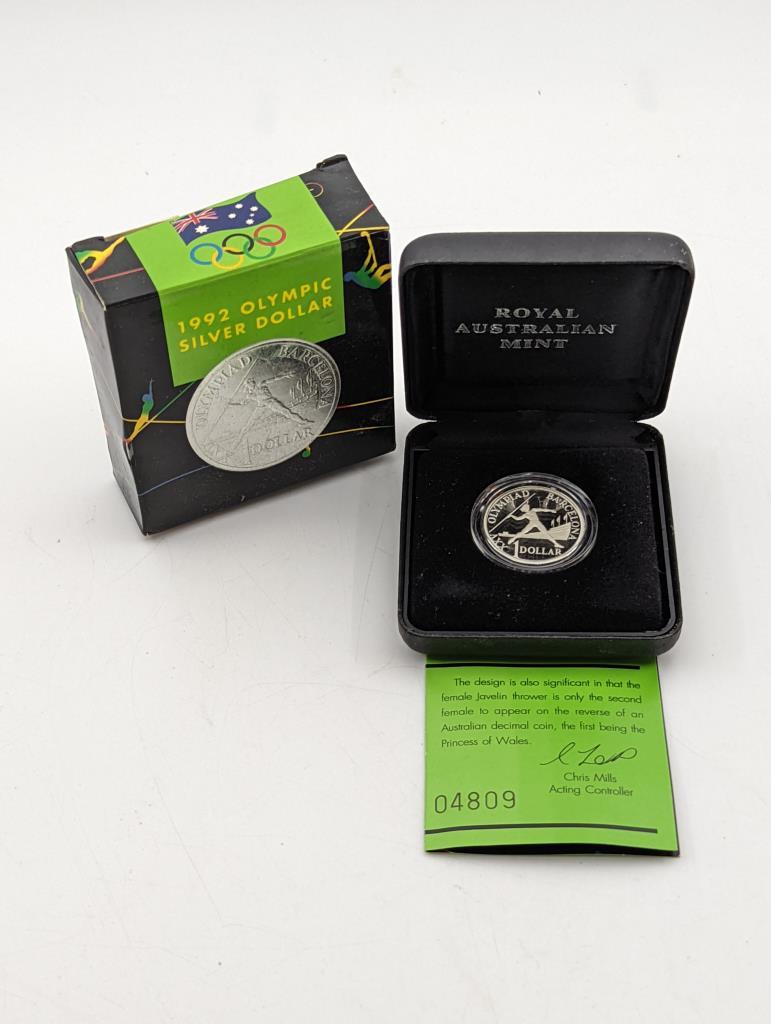 1992 OLYMPIC
SILVER DOLLAR
OLYMPIAD BARCELONA
1 DOLLAR
ROYAL
AUSTRALIAN
MINT
XXV OLYMPIAD BARCELONA
1 DOLLAR
The design is also significant in that the
female Javelin thrower is only the second
female to appear on the reverse of an
Australian decimal coin, the first being the
Princess of Wales.
Chris Mills
Acting Controller
04809